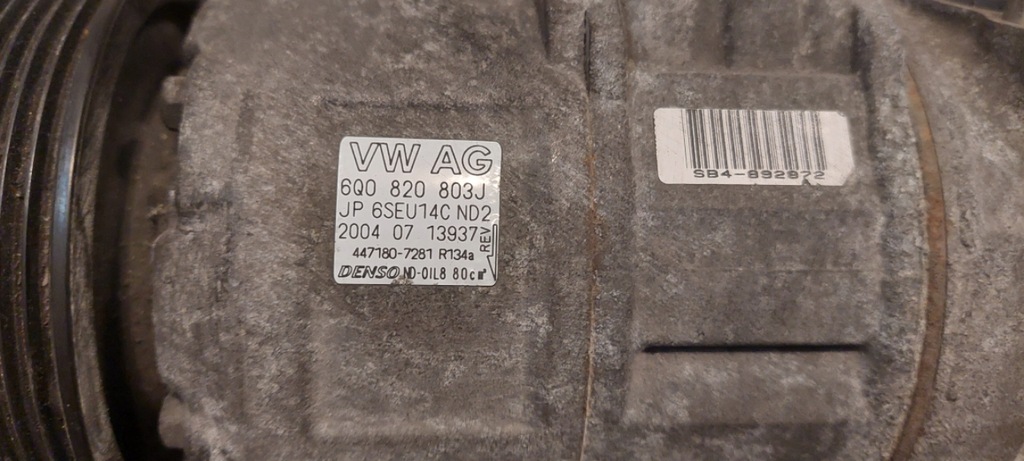 VW AG
6Q0 820 803J
JP 6SEU14C ND2
2004 07 13937
REV
447180-7281 R134a
DENSO ND-OIL8 80cm³
SB4-892972